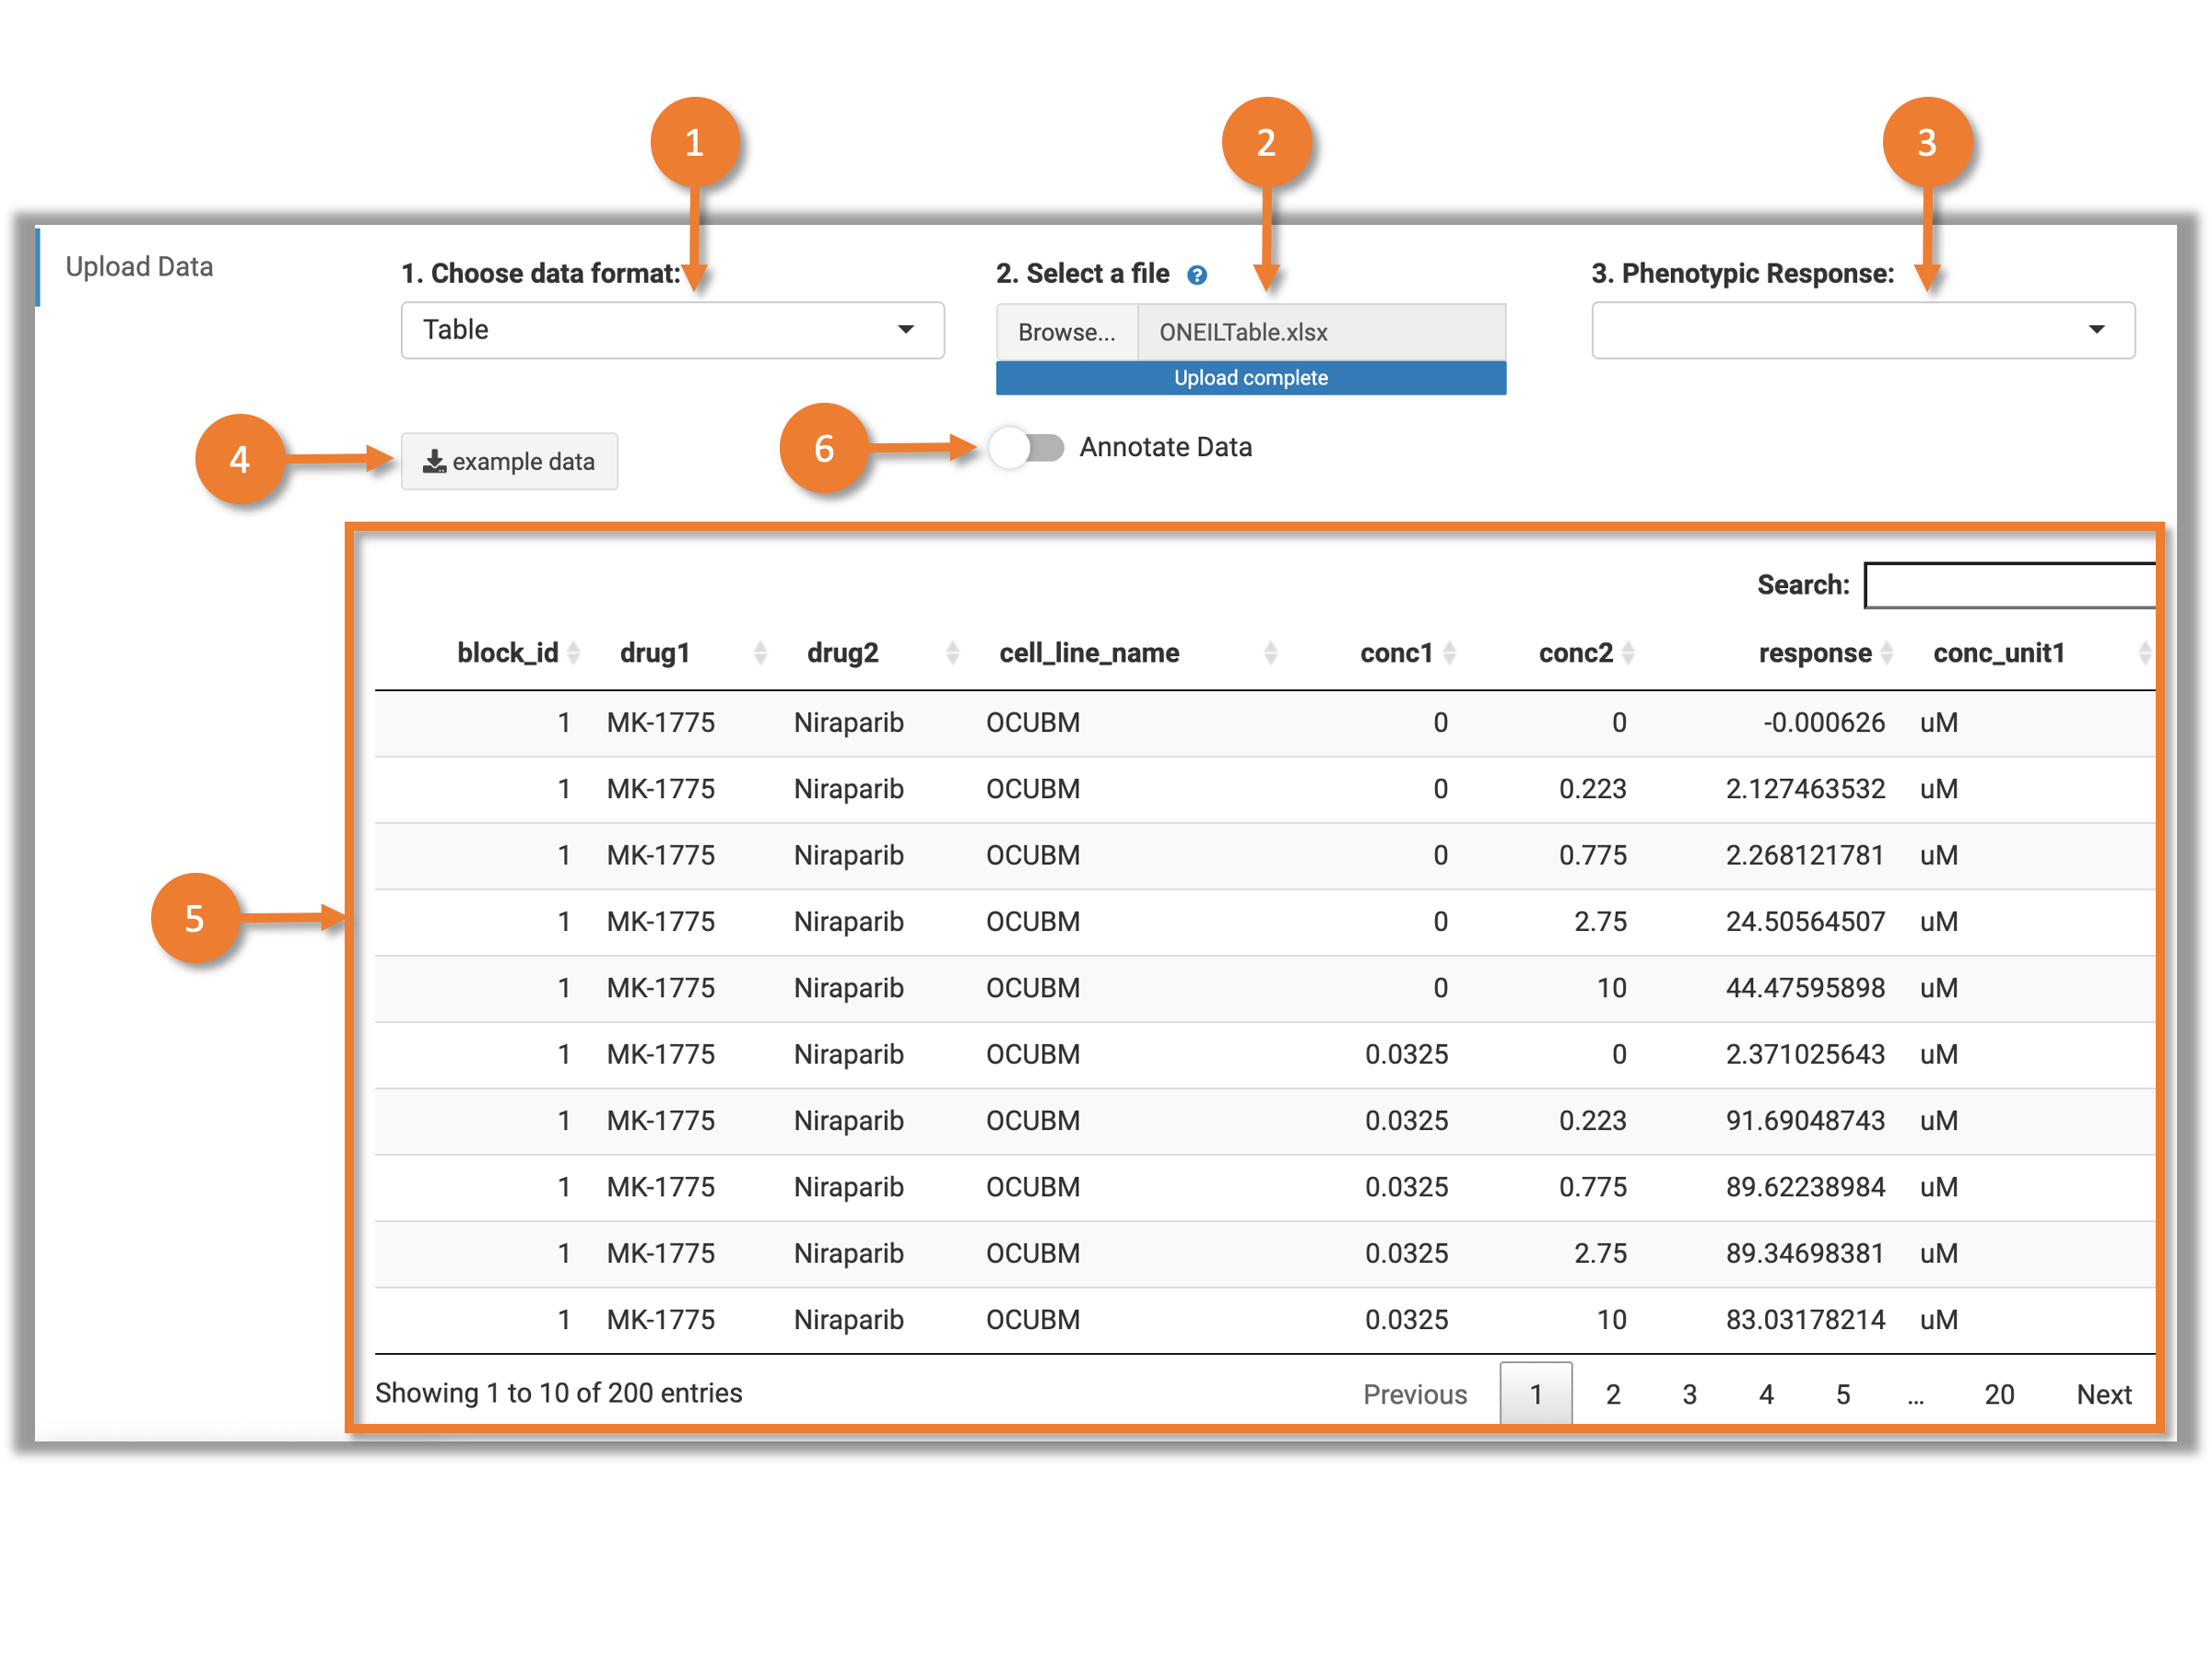 1 2 3
Upload Data
1. Choose data format: 2. Select a file ? 3. Phenotypic Response:
Table Browse... ONEILTable.xlsx
Upload complete
4 example data 6 Annotate Data
Search:
block_id drug1 drug2 cell_line_name conc1 conc2 response conc_unit1
1 MK-1775 Niraparib OCUBM 0 0 -0.000626 uM
1 MK-1775 Niraparib OCUBM 0 0.223 2.127463532 uM
1 MK-1775 Niraparib OCUBM 0 0.775 2.268121781 uM
5
1 MK-1775 Niraparib OCUBM 0 2.75 24.50564507 uM
1 MK-1775 Niraparib OCUBM 0 10 44.47595898 uM
1 MK-1775 Niraparib OCUBM 0.0325 0 2.371025643 uM
1 MK-1775 Niraparib OCUBM 0.0325 0.223 91.69048743 uM
1 MK-1775 Niraparib OCUBM 0.0325 0.775 89.62238984 uM
1 MK-1775 Niraparib OCUBM 0.0325 2.75 89.34698381 uM
1 MK-1775 Niraparib OCUBM 0.0325 10 83.03178214 uM
Showing 1 to 10 of 200 entries Previous 1 2 3 4 5 ... 20 Next